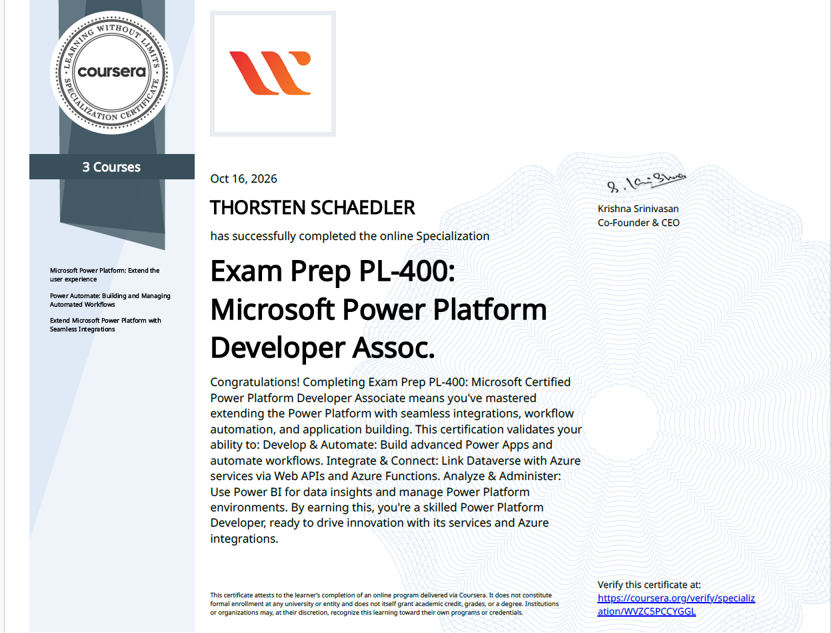 LEARNING WITHOUT LIMITS
coursera
SPECIALIZATION CERTIFICATE
3 Courses
Microsoft Power Platform: Extend the
user experience
Power Automate: Building and Managing
Automated Workflows
Extend Microsoft Power Platform with
Seamless Integrations
Oct 16, 2026
THORSTEN SCHAEDLER
has successfully completed the online Specialization
Exam Prep PL-400:
Microsoft Power Platform
Developer Assoc.
Congratulations! Completing Exam Prep PL-400: Microsoft Certified
Power Platform Developer Associate means you've mastered
extending the Power Platform with seamless integrations, workflow
automation, and application building. This certification validates your
ability to: Develop & Automate: Build advanced Power Apps and
automate workflows. Integrate & Connect: Link Dataverse with Azure
services via Web APIs and Azure Functions. Analyze & Administer:
Use Power BI for data insights and manage Power Platform
environments. By earning this, you're a skilled Power Platform
Developer, ready to drive innovation with its services and Azure
integrations.
This certificate attests to the learner's completion of an online program delivered via Coursera. It does not constitute
formal enrollment at any university or entity and does not itself grant academic credit, grades, or a degree. Institutions
or organizations may, at their discretion, recognize this learning toward their own programs or credentials.
Krishna Srinivasan
Co-Founder & CEO
Verify this certificate at:
https://coursera.org/verify/specializ
ation/WVZC5PCCYGGL